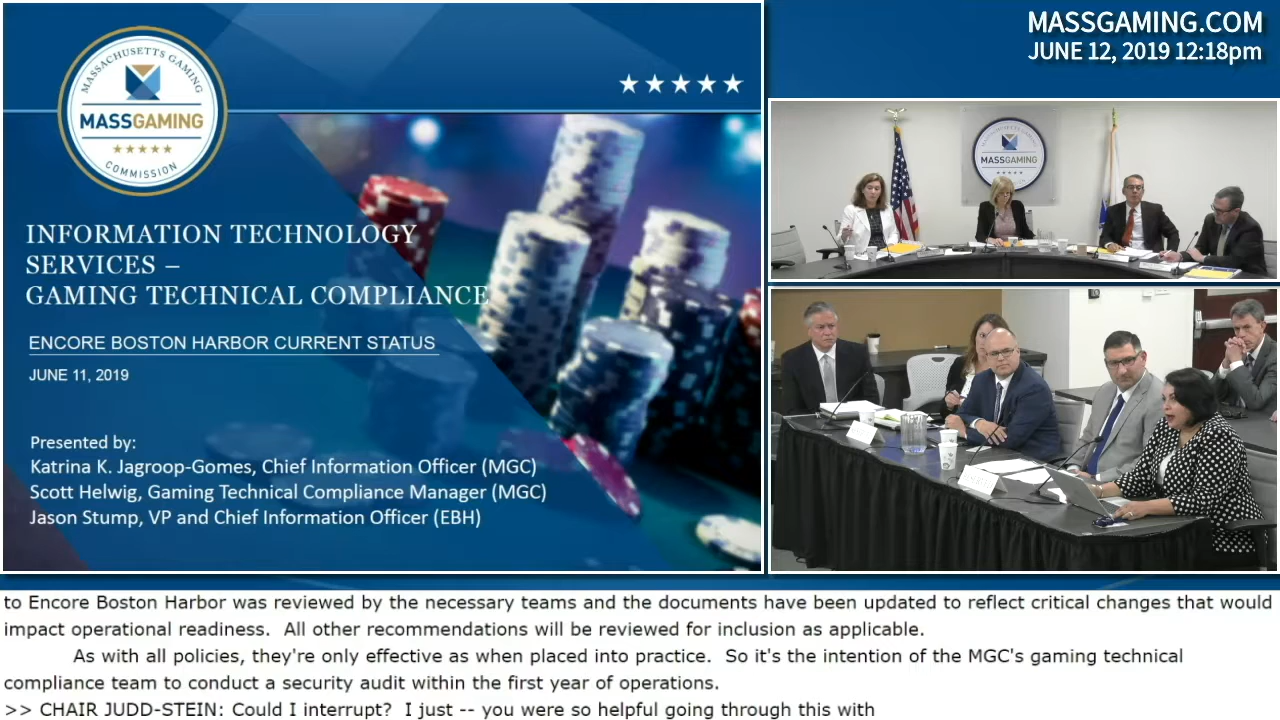 MASSACHUSETTS GAMING
MASSGAMING
COMMISSION
INFORMATION TECHNOLOGY
SERVICES –
GAMING TECHNICAL COMPLIANCE
ENCORE BOSTON HARBOR CURRENT STATUS
JUNE 11, 2019
Presented by:
Katrina K. Jagroop-Gomes, Chief Information Officer (MGC)
Scott Helwig, Gaming Technical Compliance Manager (MGC)
Jason Stump, VP and Chief Information Officer (EBH)
MASSGAMING.COM
JUNE 12, 2019 12:18pm
MASSGAMING
to Encore Boston Harbor was reviewed by the necessary teams and the documents have been updated to reflect critical changes that would
impact operational readiness.  All other recommendations will be reviewed for inclusion as applicable.
As with all policies, they're only effective as when placed into practice.  So it's the intention of the MGC's gaming technical
compliance team to conduct a security audit within the first year of operations.
>> CHAIR JUDD-STEIN: Could I interrupt?  I just -- you were so helpful going through this with